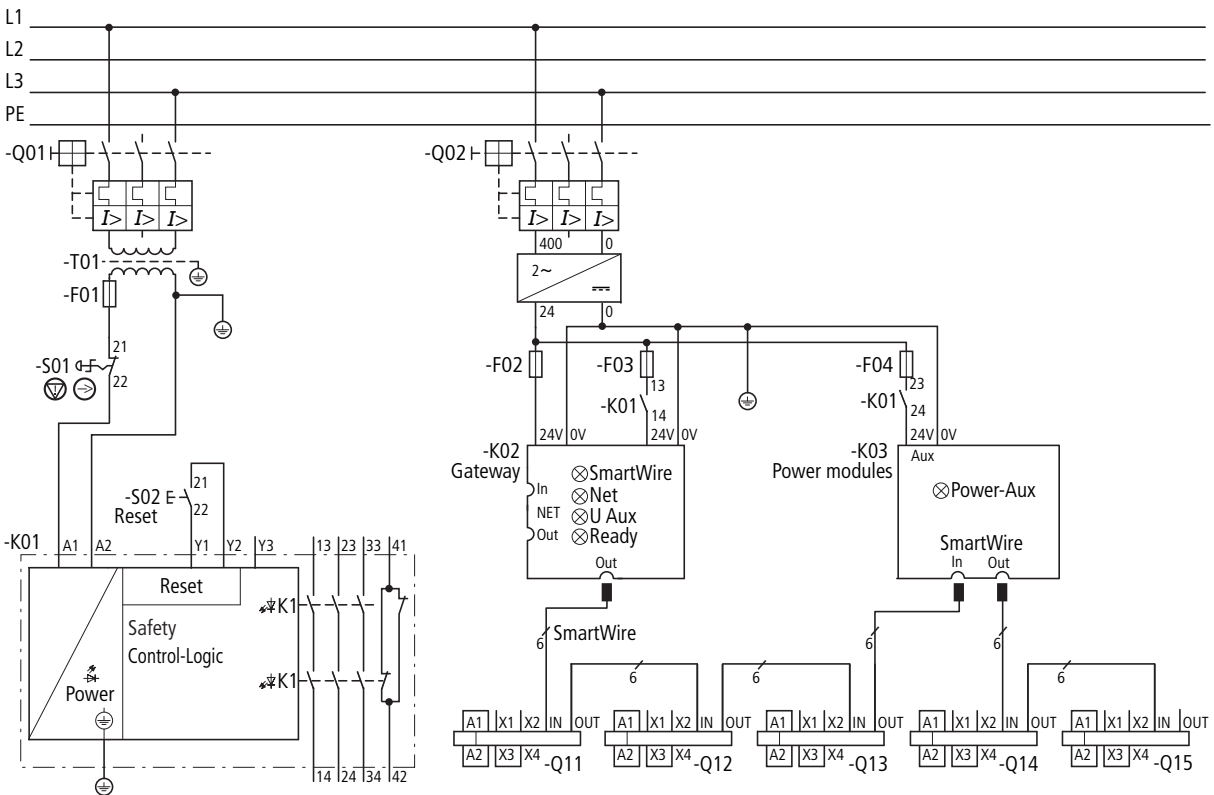 L1
L2
L3
PE
-Q01
-Q02
I> I> I>
I> I> I>
400 0
-T01
2~
-F01
24 0
21
-S01
22
-F02
-F03
-F04
13
23
-K01
14
-K01
24
24V 0V
24V 0V
24V 0V
-K02
Gateway
SmartWire
Net
U Aux
Ready
In
NET
Out
Out
-K03
Power modules
Aux
Power-Aux
SmartWire
In Out
21
-S02
Reset
22
-K01
A1 A2 Y1 Y2 Y3 13 23 33 41
Reset
K1
Safety
Control-Logic
K1
Power
14 24 34 42
SmartWire
6
6
6
6
6
6
A1 X1 X2 IN OUT
A2 X3 X4 -Q11
A1 X1 X2 IN OUT
A2 X3 X4 -Q12
A1 X1 X2 IN OUT
A2 X3 X4 -Q13
A1 X1 X2 IN OUT
A2 X3 X4 -Q14
A1 X1 X2 IN OUT
A2 X3 X4 -Q15